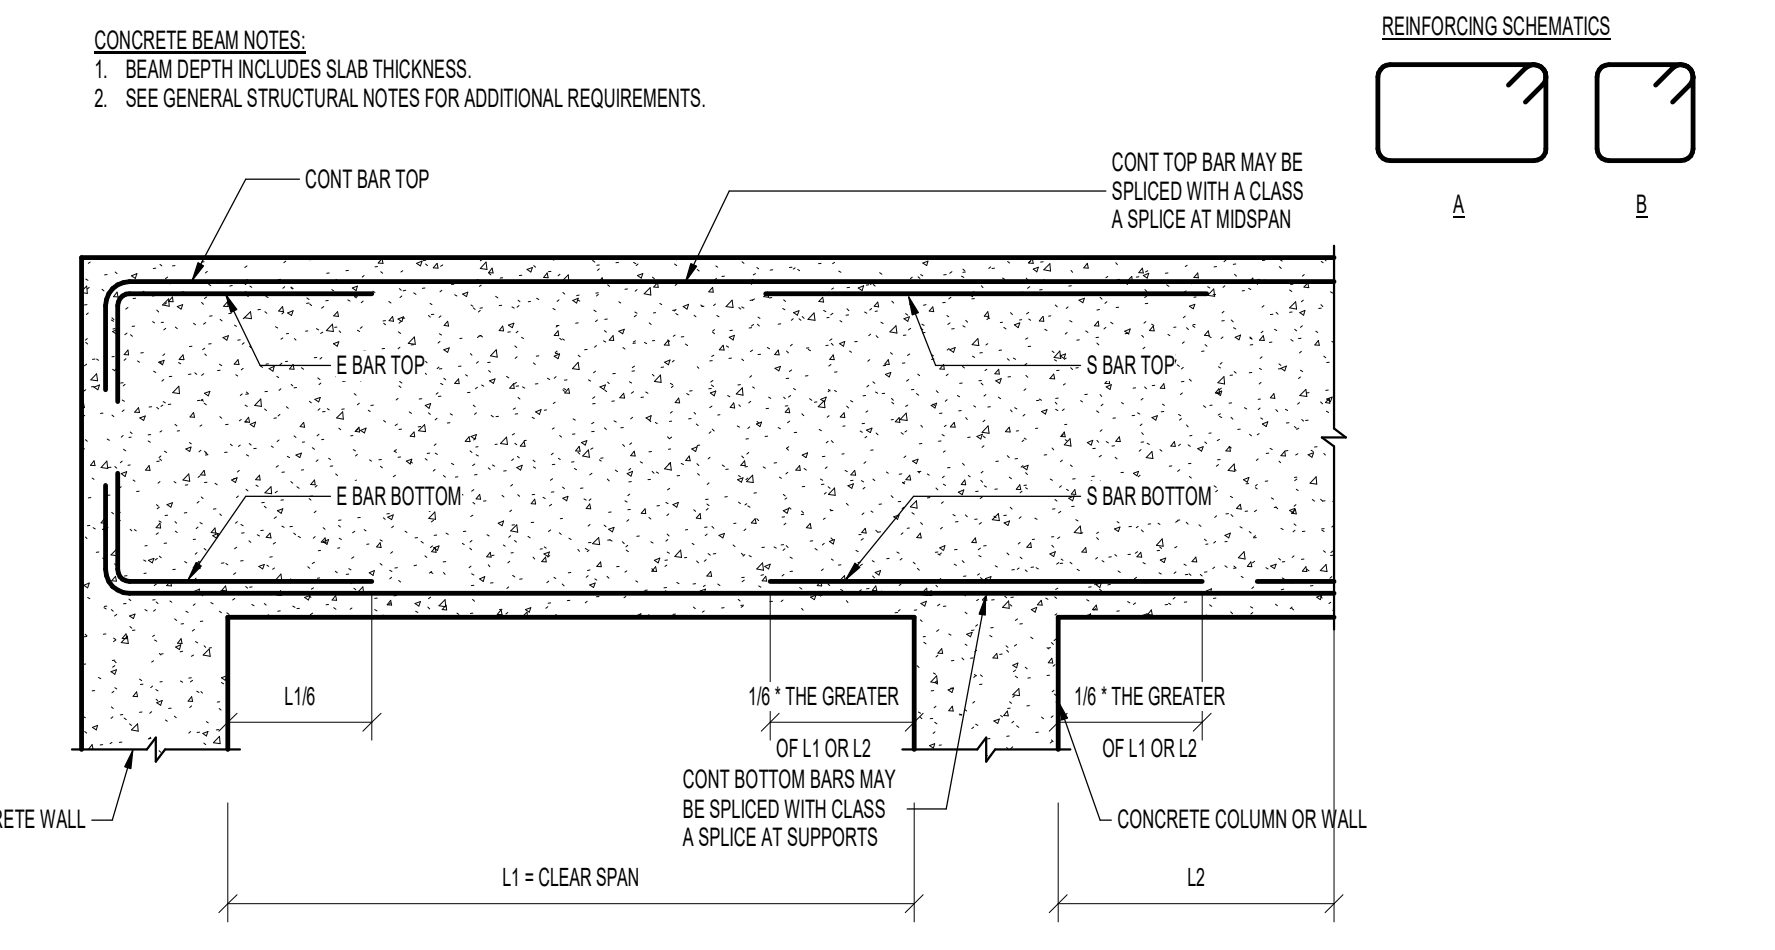 CONCRETE BEAM NOTES:
1. BEAM DEPTH INCLUDES SLAB THICKNESS.
2. SEE GENERAL STRUCTURAL NOTES FOR ADDITIONAL REQUIREMENTS.
REINFORCING SCHEMATICS
A
B
CONT BAR TOP
CONT TOP BAR MAY BE
SPLICED WITH A CLASS
A SPLICE AT MIDSPAN
E BAR TOP
S BAR TOP
E BAR BOTTOM
S BAR BOTTOM
L1/6
1/6 * THE GREATER
OF L1 OR L2
1/6 * THE GREATER
OF L1 OR L2
CONT BOTTOM BARS MAY
BE SPLICED WITH CLASS
A SPLICE AT SUPPORTS
RETE WALL
CONCRETE COLUMN OR WALL
L1 = CLEAR SPAN
L2